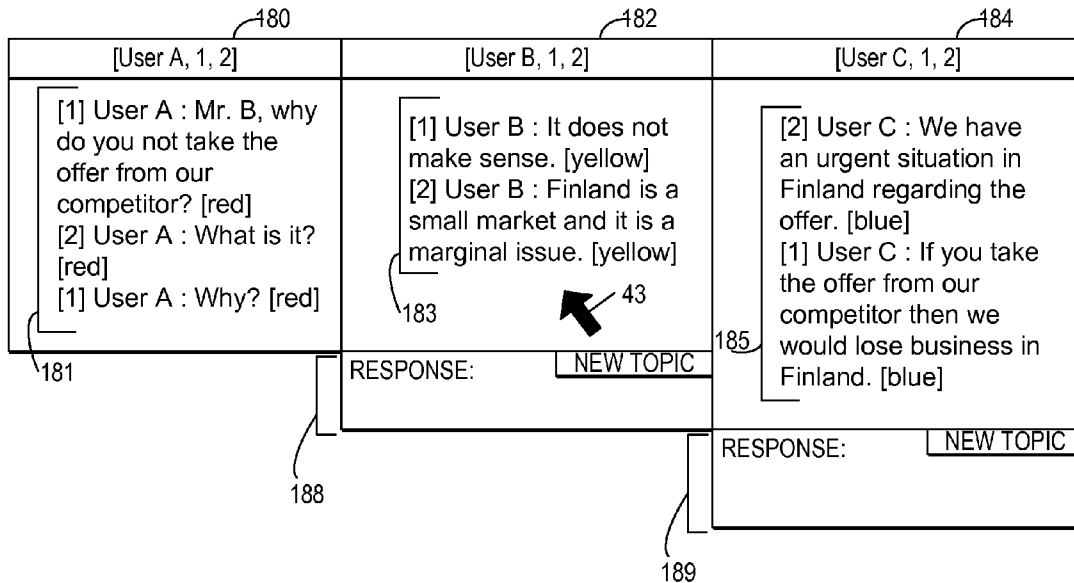 180
182
184
[User A, 1, 2]
[User B, 1, 2]
[User C, 1, 2]
[1] User A : Mr. B, why
do you not take the
offer from our
competitor? [red]
[2] User A : What is it?
[red]
[1] User A : Why? [red]
181
[1] User B : It does not
make sense. [yellow]
[2] User B : Finland is a
small market and it is a
marginal issue. [yellow]
183
43
RESPONSE:
NEW TOPIC
188
[2] User C : We have
an urgent situation in
Finland regarding the
offer. [blue]
[1] User C : If you take
the offer from our
competitor then we
would lose business in
Finland. [blue]
185
RESPONSE:
NEW TOPIC
189